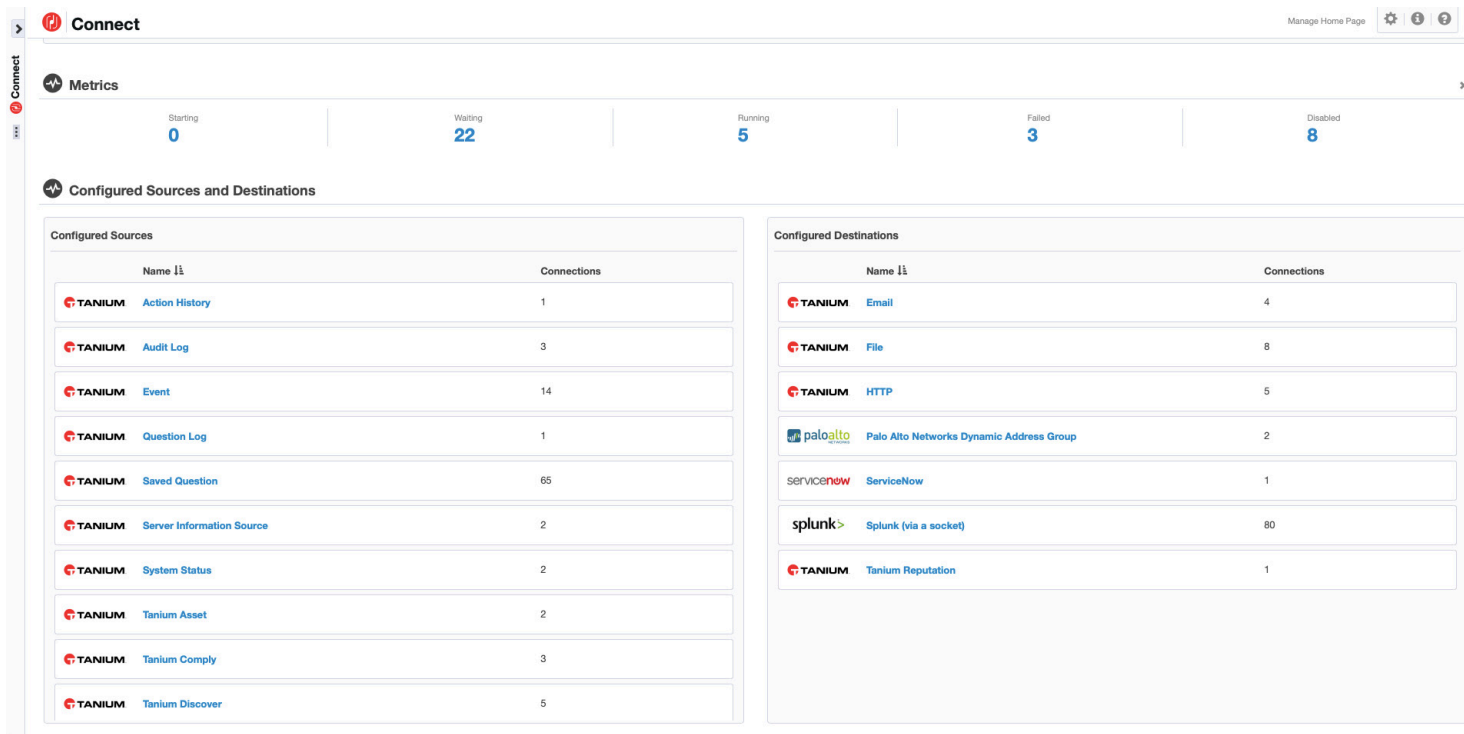 Connect
Manage Home Page
Connect
Metrics
Starting
0
Waiting
22
Running
5
Failed
3
Disabled
8
Configured Sources and Destinations
Configured Sources
Name Connections
TANIUM Action History 1
TANIUM Audit Log 3
TANIUM Event 14
TANIUM Question Log 1
TANIUM Saved Question 65
TANIUM Server Information Source 2
TANIUM System Status 2
TANIUM Tanium Asset 2
TANIUM Tanium Comply 3
TANIUM Tanium Discover 5
Configured Destinations
Name Connections
TANIUM Email 4
TANIUM File 8
TANIUM HTTP 5
paloalto NETWORKS Palo Alto Networks Dynamic Address Group 2
servicenow ServiceNow 1
splunk> Splunk (via a socket) 80
TANIUM Tanium Reputation 1